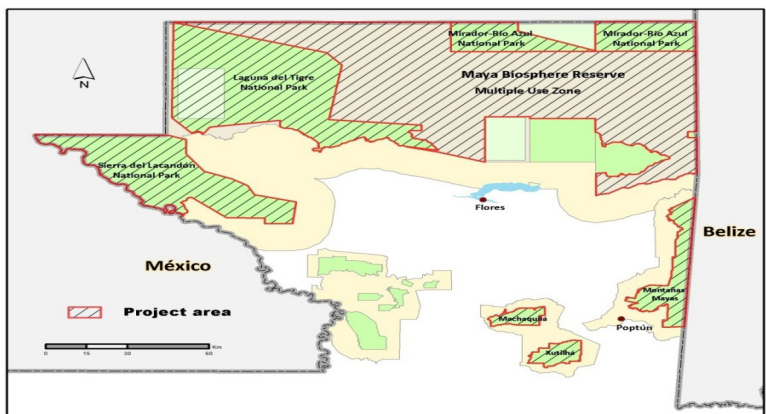 Mirador-Río Azul
National Park
Mirador-Río Azul
National Park
Laguna del Tigre
National Park
Maya Biosphere Reserve
Multiple Use Zone
N
Sierra del Lacandón
National Park
Flores
Belize
México
Montañas
Mayas
Project area
Machaquila
Poptún
Xutilhá
Km
0 15 30 60